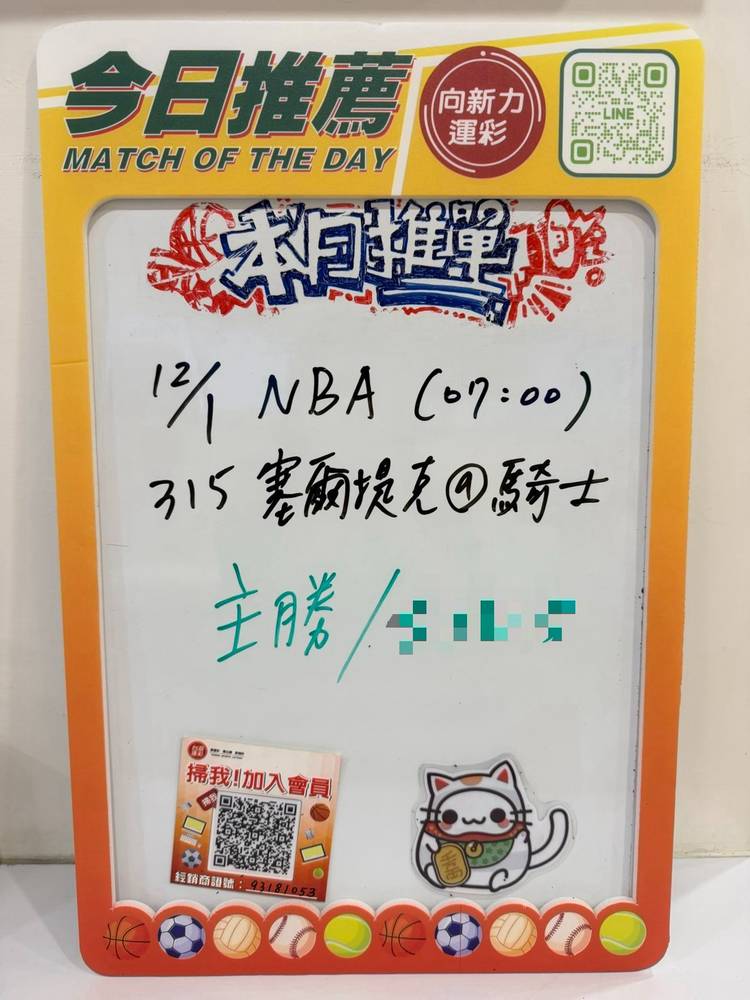 今日推薦
MATCH OF THE DAY
向新力
運彩
LINE
本月推單
12/1 NBA (07:00)
315 塞爾提克@騎士
主勝/
掃我!加入會員
經銷商證號：93181053